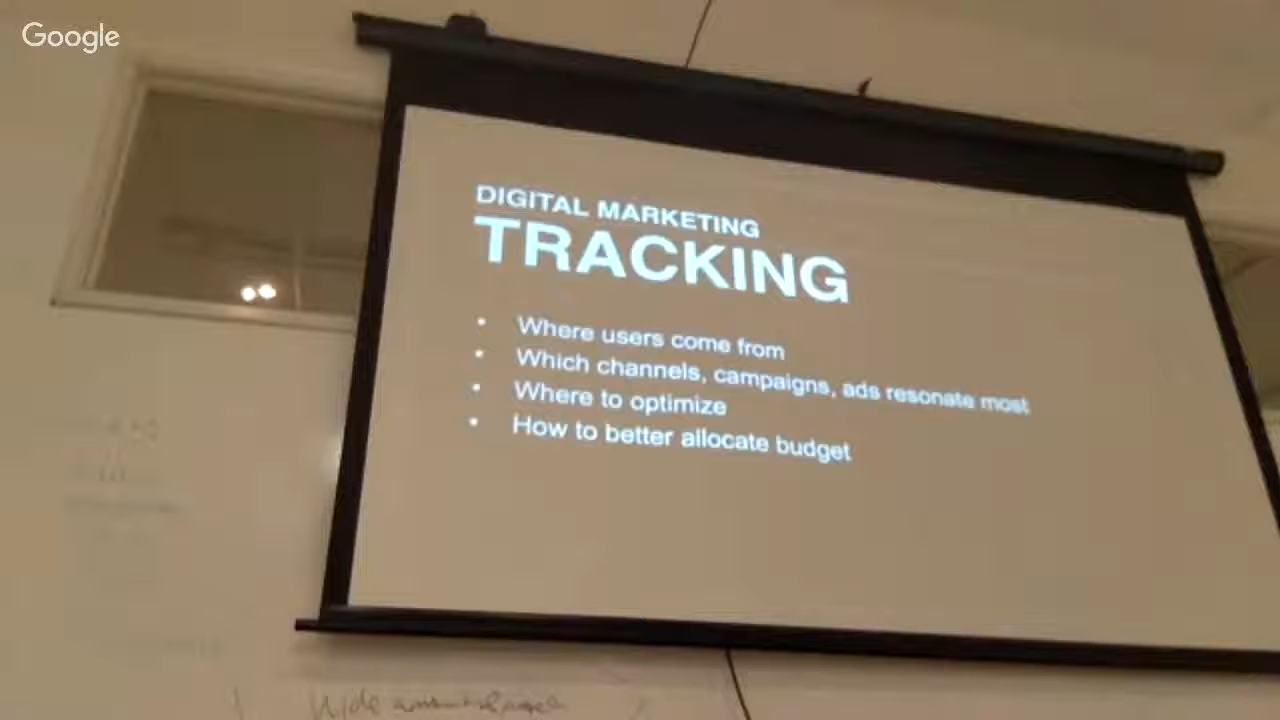 Google
DIGITAL MARKETING
TRACKING
• Where users come from
• Which channels, campaigns, ads resonate most
• Where to optimize
• How to better allocate budget